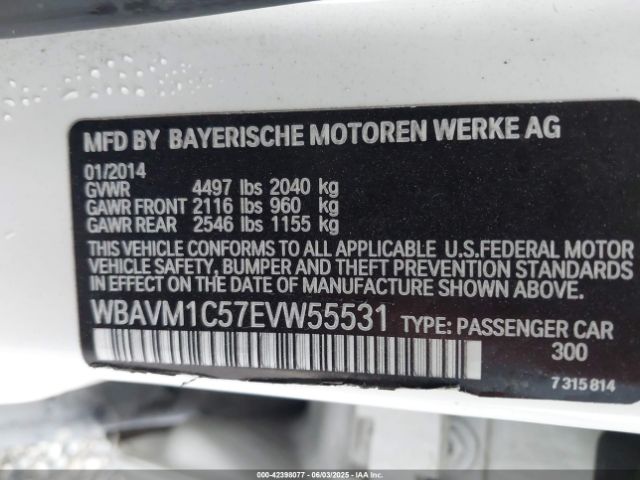 MFD BY BAYERISCHE MOTOREN WERKE AG
01/2014
GVWR 4497 lbs 2040 kg
GAWR FRONT 2116 lbs 960 kg
GAWR REAR 2546 lbs 1155 kg
THIS VEHICLE CONFORMS TO ALL APPLICABLE U.S.FEDERAL MOTOR
VEHICLE SAFETY, BUMPER AND THEFT PREVENTION STANDARDS
IN EFFECT ON THE DATE OF MANUFACTURE SHOWN ABOVE.
WBAVM1C57EVW55531 TYPE: PASSENGER CAR
300
7 315 814
000-42398077 - 06/03/2025 - IAAI.COM